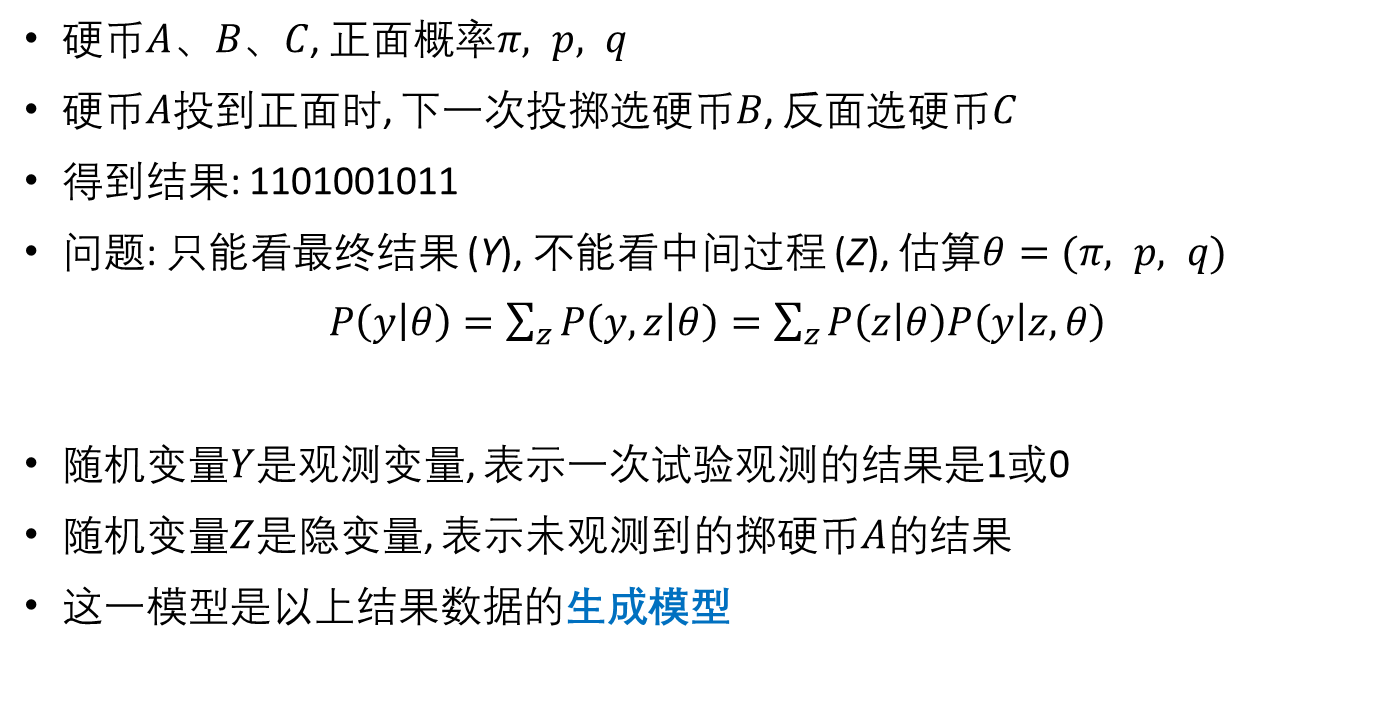 • 硬币𝐴、𝐵、𝐶, 正面概率𝜋, 𝑝, 𝑞
• 硬币𝐴投到正面时, 下一次投掷选硬币𝐵, 反面选硬币𝐶
• 得到结果: 1101001011
• 问题: 只能看最终结果 (Y), 不能看中间过程 (Z), 估算𝜃 = (𝜋, 𝑝, 𝑞)
𝑃(𝑦|𝜃) = ∑𝑧 𝑃(𝑦, 𝑧|𝜃) = ∑𝑧 𝑃(𝑧|𝜃)𝑃(𝑦|𝑧, 𝜃)
• 随机变量𝑌是观测变量, 表示一次试验观测的结果是1或0
• 随机变量𝑍是隐变量, 表示未观测到的掷硬币𝐴的结果
• 这一模型是以上结果数据的生成模型